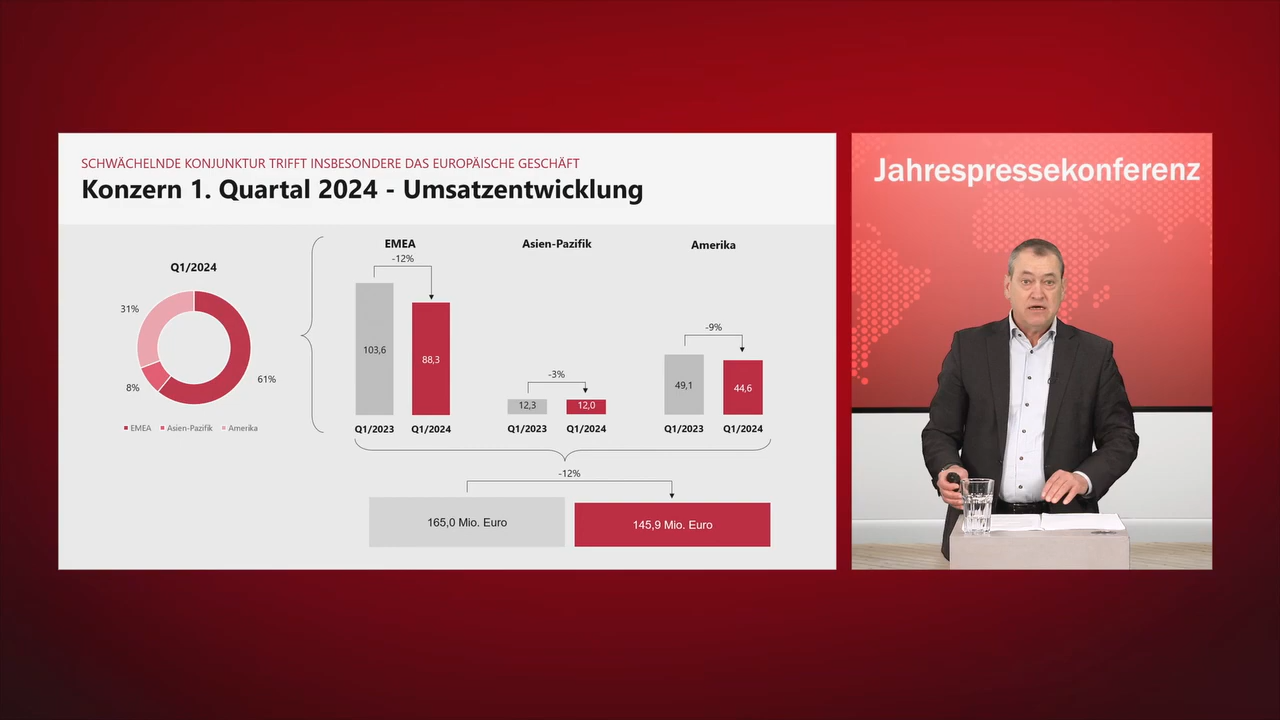 SCHWÄCHELNDE KONJUNKTUR TRIFFT INSBESONDERE DAS EUROPÄISCHE GESCHÄFT
Konzern 1. Quartal 2024 - Umsatzentwicklung
Q1/2024
31%
8%
61%
EMEA Asien-Pazifik Amerika
EMEA
-12%
103,6
88,3
Q1/2023 Q1/2024
Asien-Pazifik
-3%
12,3
12,0
Q1/2023 Q1/2024
Amerika
-9%
49,1
44,6
Q1/2023 Q1/2024
-12%
165,0 Mio. Euro
145,9 Mio. Euro
Jahrespressekonferenz